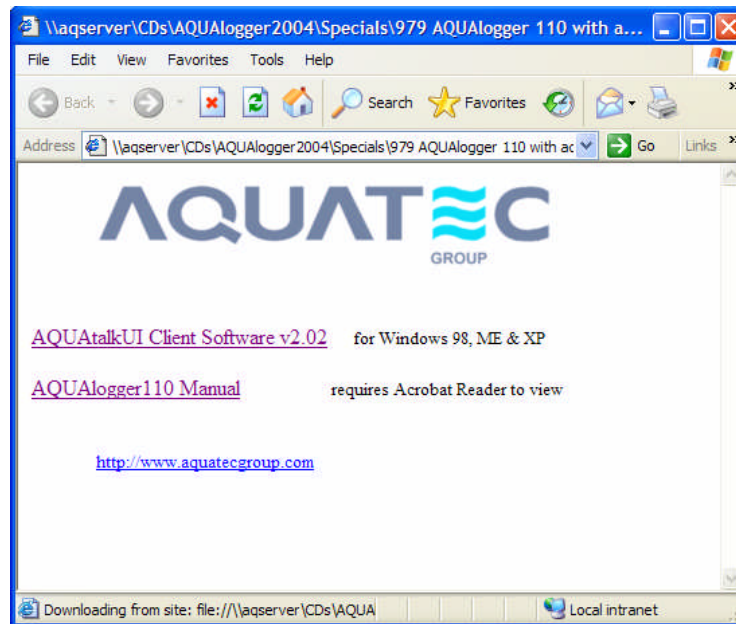 \\aqserver\CDs\AQUAlogger2004\Specials\979 AQUAlogger 110 with a...
File Edit View Favorites Tools Help
Back Search Favorites
Address \\aqserver\CDs\AQUAlogger2004\Specials\979 AQUAlogger 110 with ac Go Links
AQUATEC
GROUP
AQUAtalkUI Client Software v2.02 for Windows 98, ME & XP
AQUAlogger110 Manual requires Acrobat Reader to view
http://www.aquatecgroup.com
Downloading from site: file://\\aqserver\CDs\AQUA Local intranet